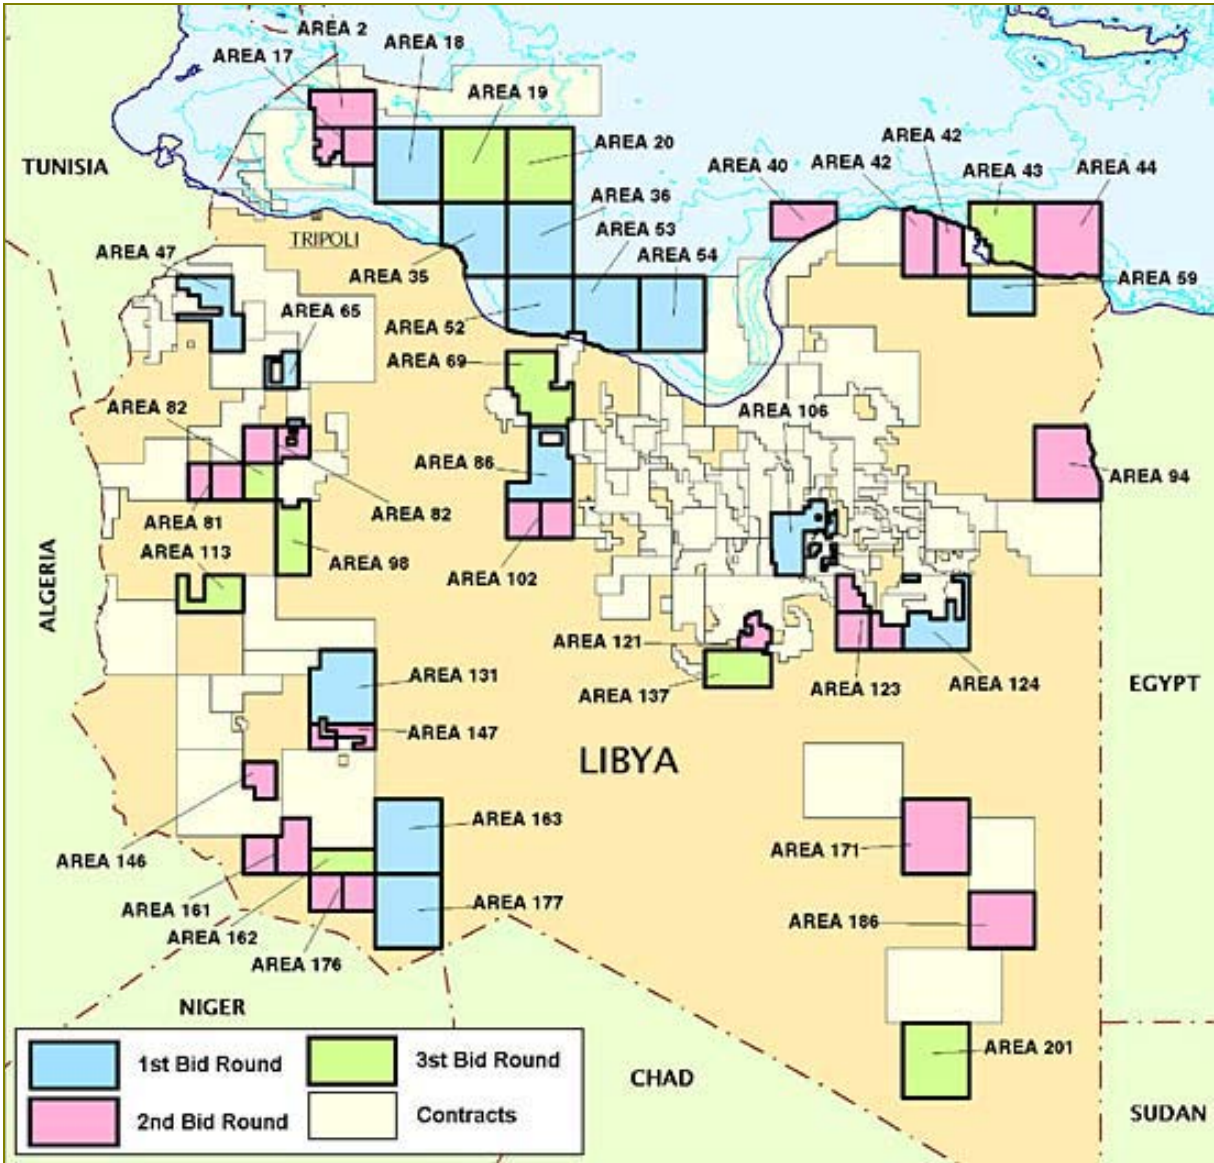 AREA 2
AREA 18
AREA 17
AREA 19
AREA 20
AREA 42
AREA 42
AREA 40
AREA 43
AREA 44
TUNISIA
AREA 36
AREA 53
TRIPOLI
AREA 47
AREA 35
AREA 54
AREA 59
AREA 65
AREA 52
AREA 69
AREA 82
AREA 106
AREA 86
AREA 94
AREA 81
AREA 82
AREA 113
AREA 98
AREA 102
ALGERIA
AREA 121
AREA 131
AREA 137
AREA 123
AREA 124
EGYPT
AREA 147
LIBYA
AREA 163
AREA 146
AREA 171
AREA 161
AREA 177
AREA 186
AREA 162
AREA 176
NIGER
1st Bid Round
3st Bid Round
AREA 201
CHAD
2nd Bid Round
Contracts
SUDAN